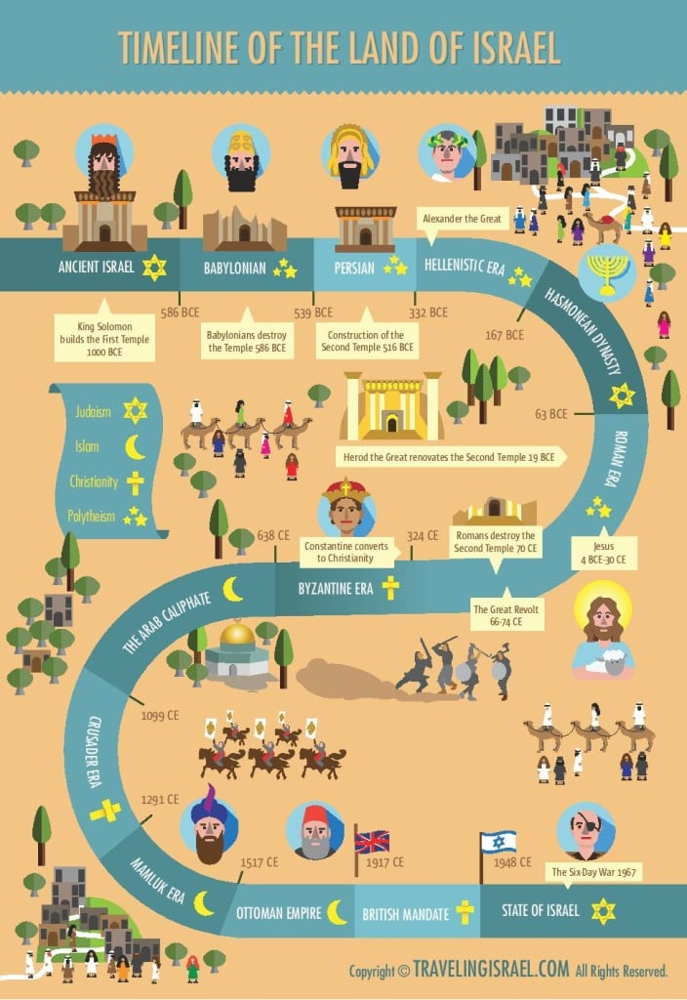 TIMELINE OF THE LAND OF ISRAEL
Alexander the Great
ANCIENT ISRAEL
BABYLONIAN
PERSIAN
HELLENISTIC ERA
HASMONEAN DYNASTY
586 BCE
539 BCE
332 BCE
167 BCE
King Solomon
builds the First Temple
1000 BCE
Babylonians destroy
the Temple 586 BCE
Construction of the
Second Temple 516 BCE
63 BCE
Judaism
Islam
Christianity
Polytheism
Herod the Great renovates the Second Temple 19 BCE
ROMAN ERA
638 CE
Constantine converts
to Christianity
324 CE
Romans destroy the
Second Temple 70 CE
Jesus
4 BCE-30 CE
BYZANTINE ERA
The Great Revolt
66-74 CE
THE ARAB CALIPHATE
1099 CE
CRUSADER ERA
1291 CE
MAMLUK ERA
1517 CE
1917 CE
1948 CE
The Six-Day War 1967
OTTOMAN EMPIRE
BRITISH MANDATE
STATE OF ISRAEL
Copyright © TRAVELINGISRAEL.COM All Rights Reserved.